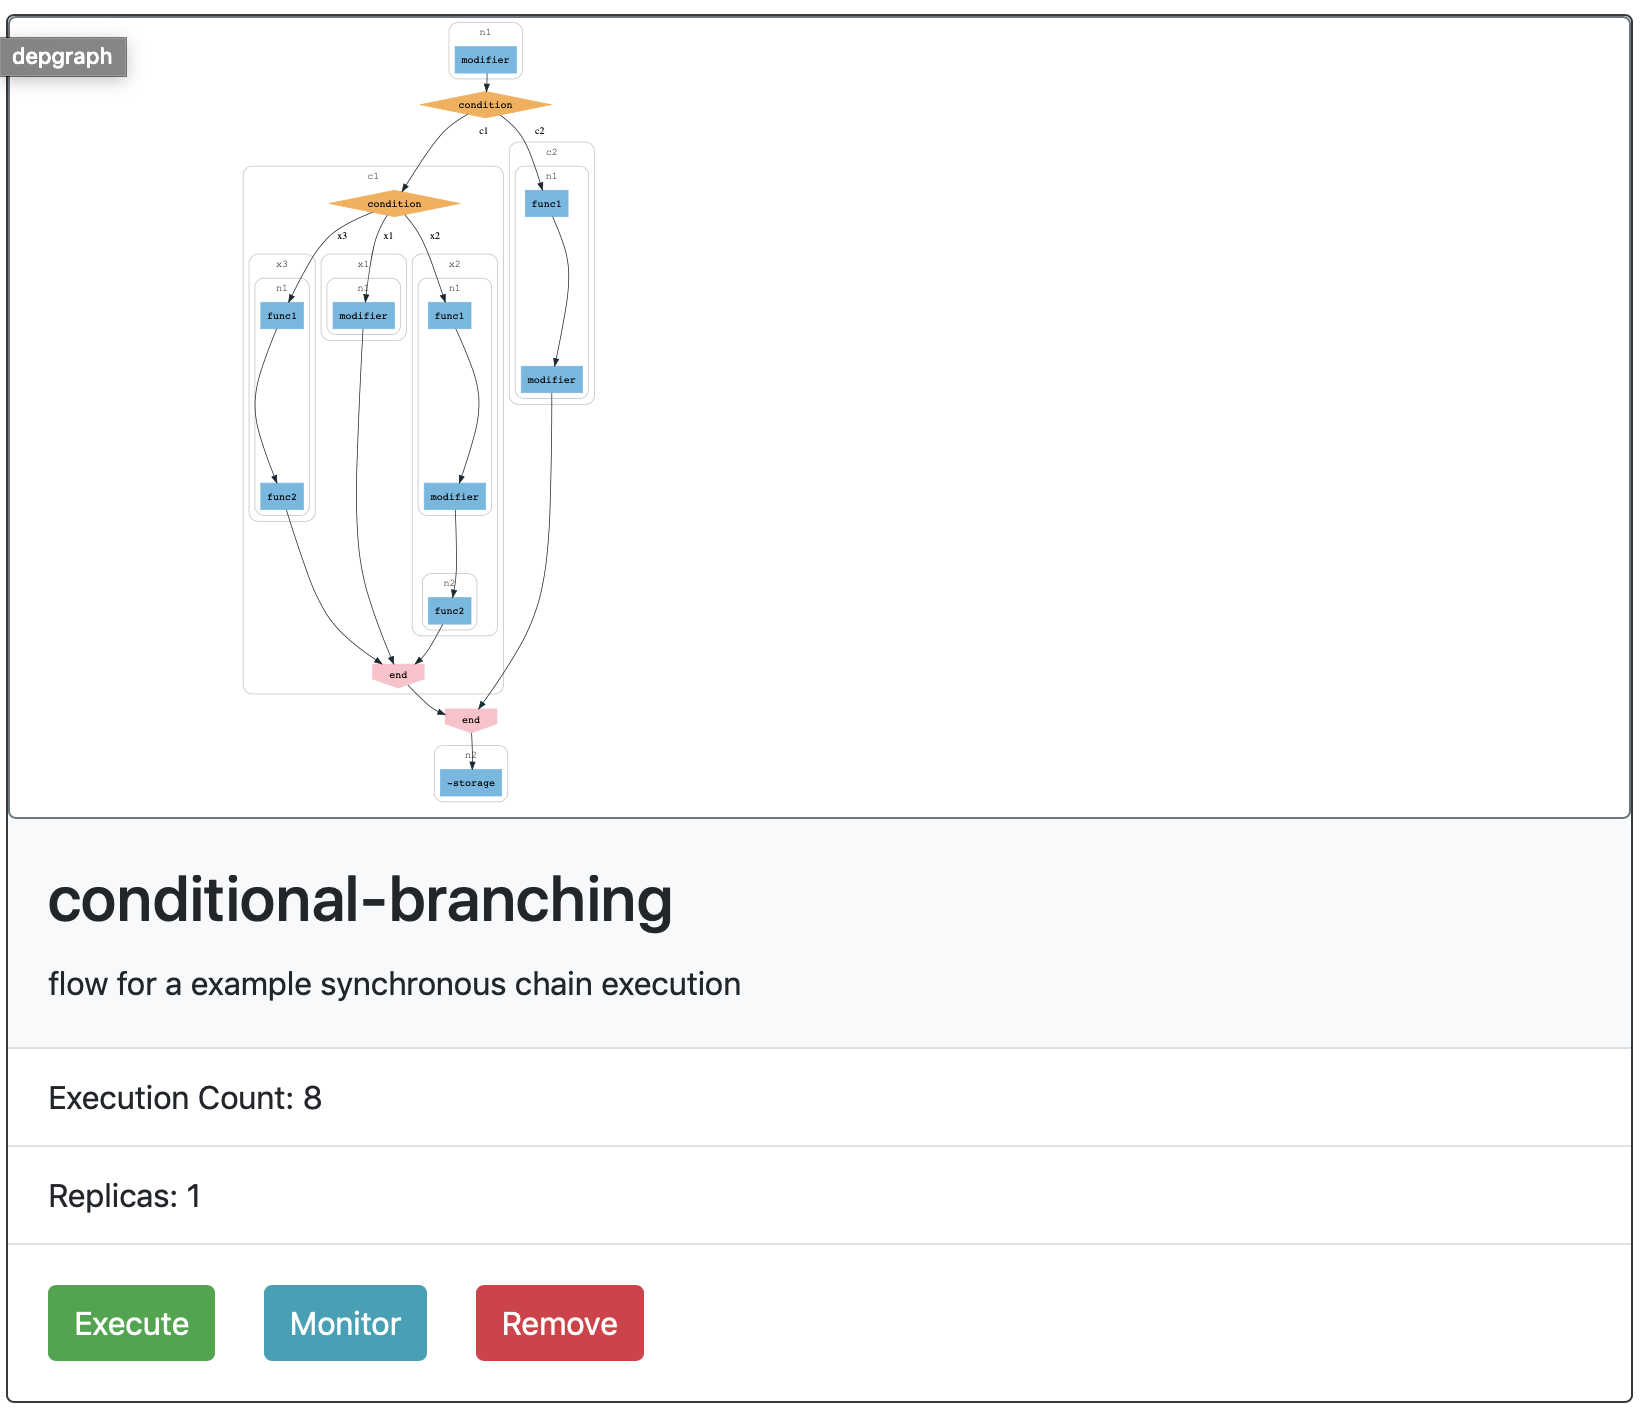 depgraph
n1
modifier
condition
c1 c2
c2
c1 n1
condition func1
x3 x1 x2
x3 x1 x2
n1 n1 n1
func1 modifier func1
modifier
func2 modifier
n2
func2
end
end
n2
-storage
conditional-branching
flow for a example synchronous chain execution
Execution Count: 8
Replicas: 1
Execute Monitor Remove